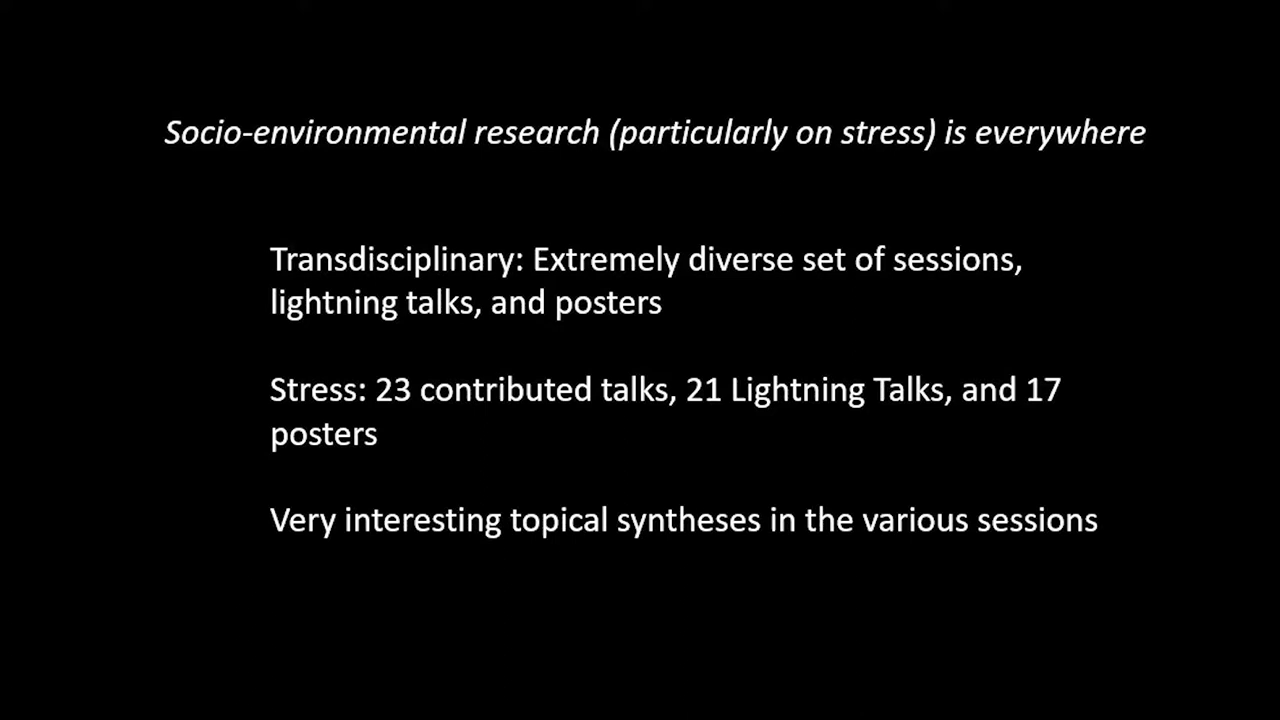 Socio-environmental research (particularly on stress) is everywhere
Transdisciplinary: Extremely diverse set of sessions,
lightning talks, and posters
Stress: 23 contributed talks, 21 Lightning Talks, and 17
posters
Very interesting topical syntheses in the various sessions